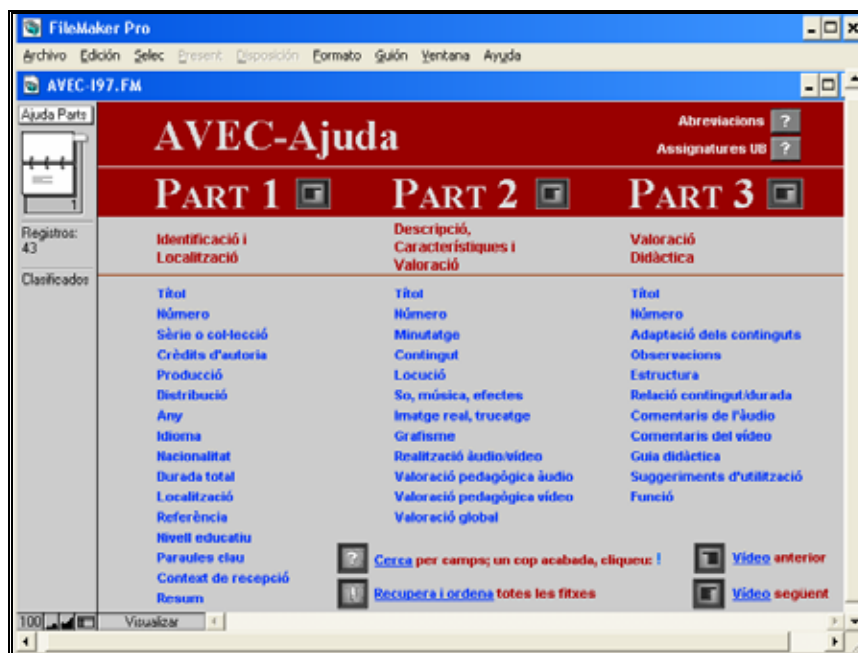 FileMaker Pro
Archivo Edición Selec Present Disposición Formato Guión Ventana Ayuda
AVEC-I97.FM
Ajuda Parts
1
Registros:
43
Clasificados
AVEC-Ajuda
Abreviacions ?
Assignatures UB ?
PART 1
PART 2
PART 3
Identificació i
Localització
Descripció,
Característiques i
Valoració
Valoració
Didàctica
Títol
Número
Sèrie o col·lecció
Crèdits d'autoria
Producció
Distribució
Any
Idioma
Nacionalitat
Durada total
Localització
Referència
Nivell educatiu
Paraules clau
Context de recepció
Resum
Títol
Número
Minutatge
Contingut
Locució
So, música, efectes
Imatge real, trucatge
Grafisme
Realització àudio/vídeo
Valoració pedagògica àudio
Valoració pedagògica vídeo
Valoració global
Títol
Número
Adaptació dels continguts
Observacions
Estructura
Relació contingut/durada
Comentaris de l'àudio
Comentaris del vídeo
Guia didàctica
Suggeriments d'utilització
Funció
? Cerca per camps; un cop acabada, cliqueu: !
! Recupera i ordena totes les fitxes
Vídeo anterior
Vídeo següent
100
Visualizar